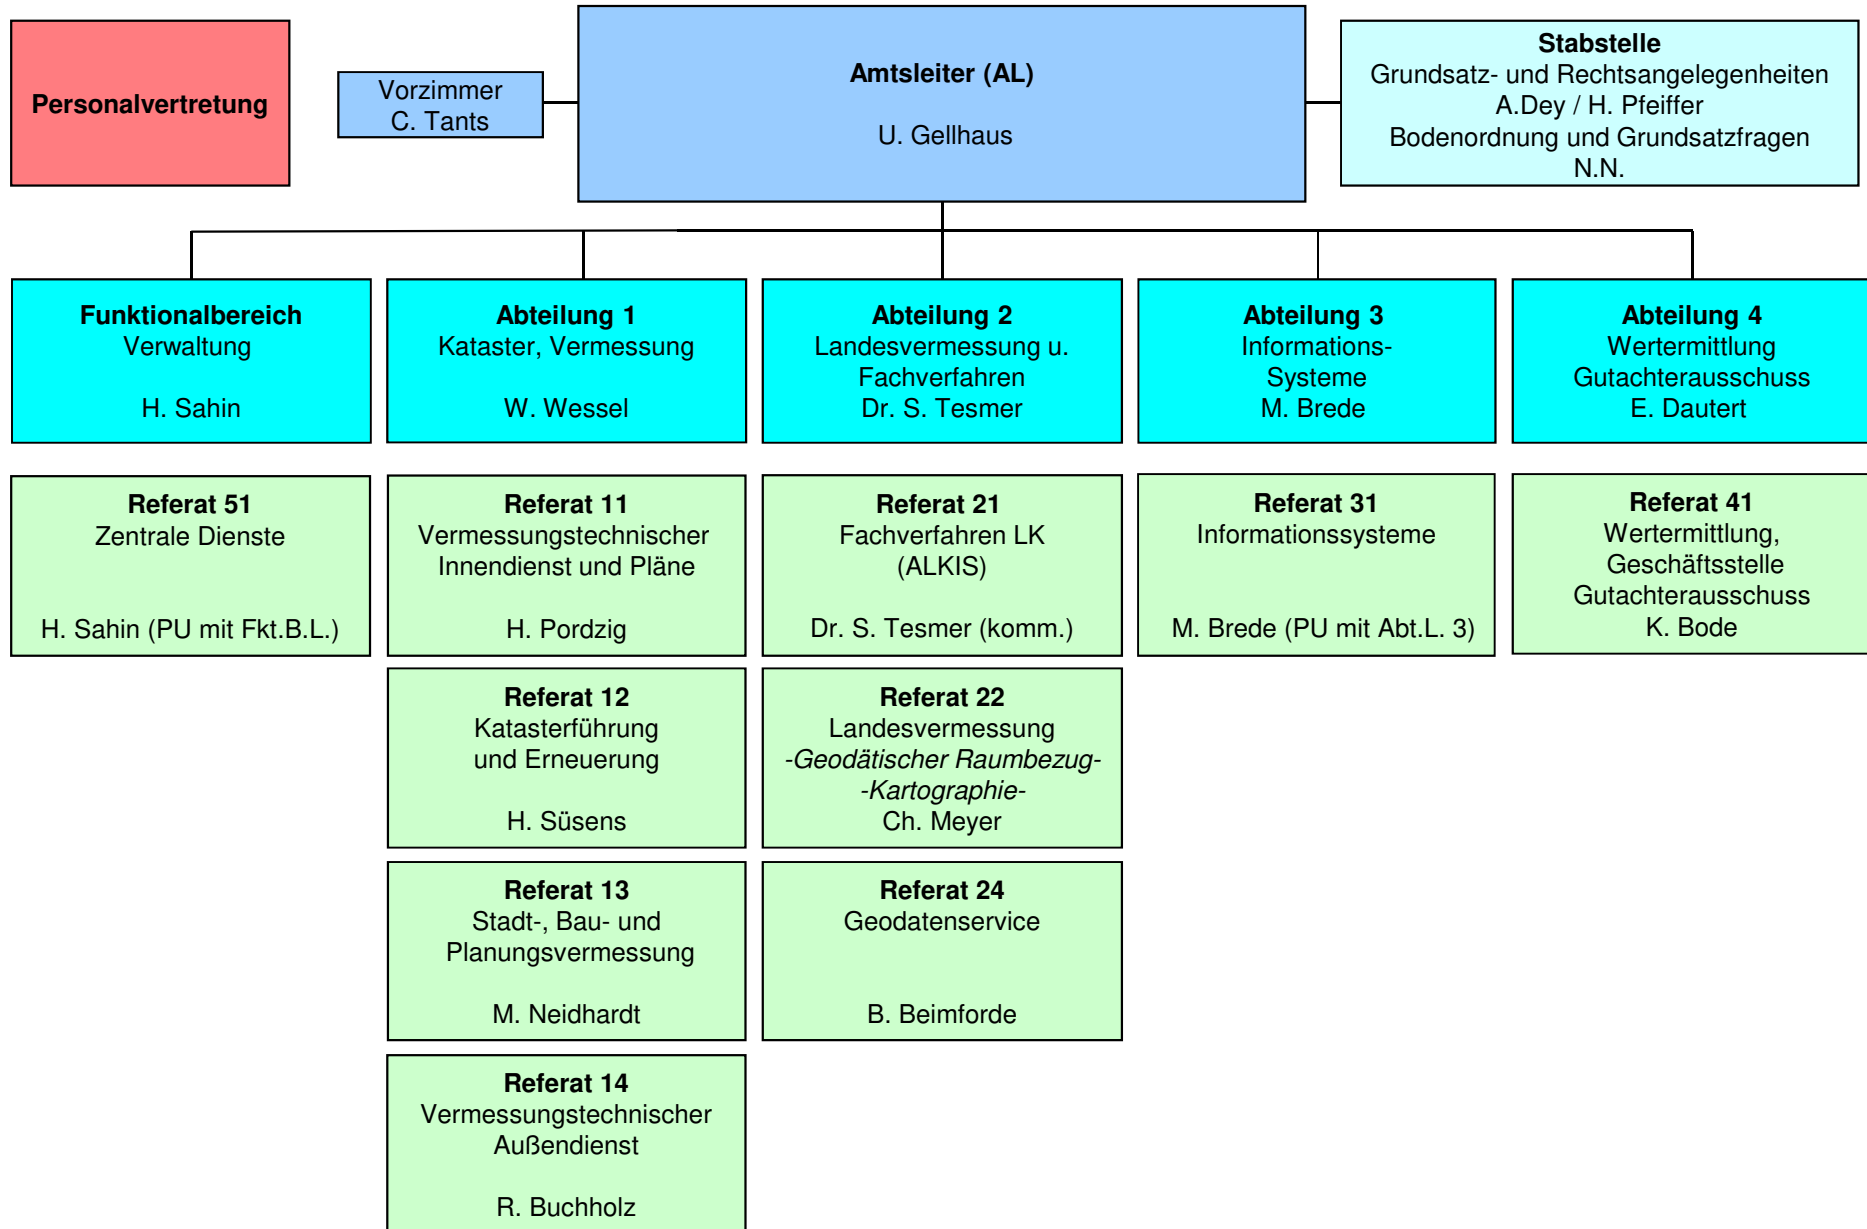 Personalvertretung
Vorzimmer
C. Tants
Amtsleiter (AL)
U. Gellhaus
Stabstelle
Grundsatz- und Rechtsangelegenheiten
A.Dey / H. Pfeiffer
Bodenordnung und Grundsatzfragen
N.N.
Funktionalbereich
Verwaltung
H. Sahin
Abteilung 1
Kataster, Vermessung
W. Wessel
Abteilung 2
Landesvermessung u.
Fachverfahren
Dr. S. Tesmer
Abteilung 3
Informations-
Systeme
M. Brede
Abteilung 4
Wertermittlung
Gutachterausschuss
E. Dautert
Referat 51
Zentrale Dienste
H. Sahin (PU mit Fkt.B.L.)
Referat 11
Vermessungstechnischer
Innendienst und Pläne
H. Pordzig
Referat 21
Fachverfahren LK
(ALKIS)
Dr. S. Tesmer (komm.)
Referat 31
Informationssysteme
M. Brede (PU mit Abt.L. 3)
Referat 41
Wertermittlung,
Geschäftsstelle
Gutachterausschuss
K. Bode
Referat 12
Katasterführung
und Erneuerung
H. Süsens
Referat 22
Landesvermessung
-Geodätischer Raumbezug-
-Kartographie-
Ch. Meyer
Referat 13
Stadt-, Bau- und
Planungsvermessung
M. Neidhardt
Referat 24
Geodatenservice
B. Beimforde
Referat 14
Vermessungstechnischer
Außendienst
R. Buchholz